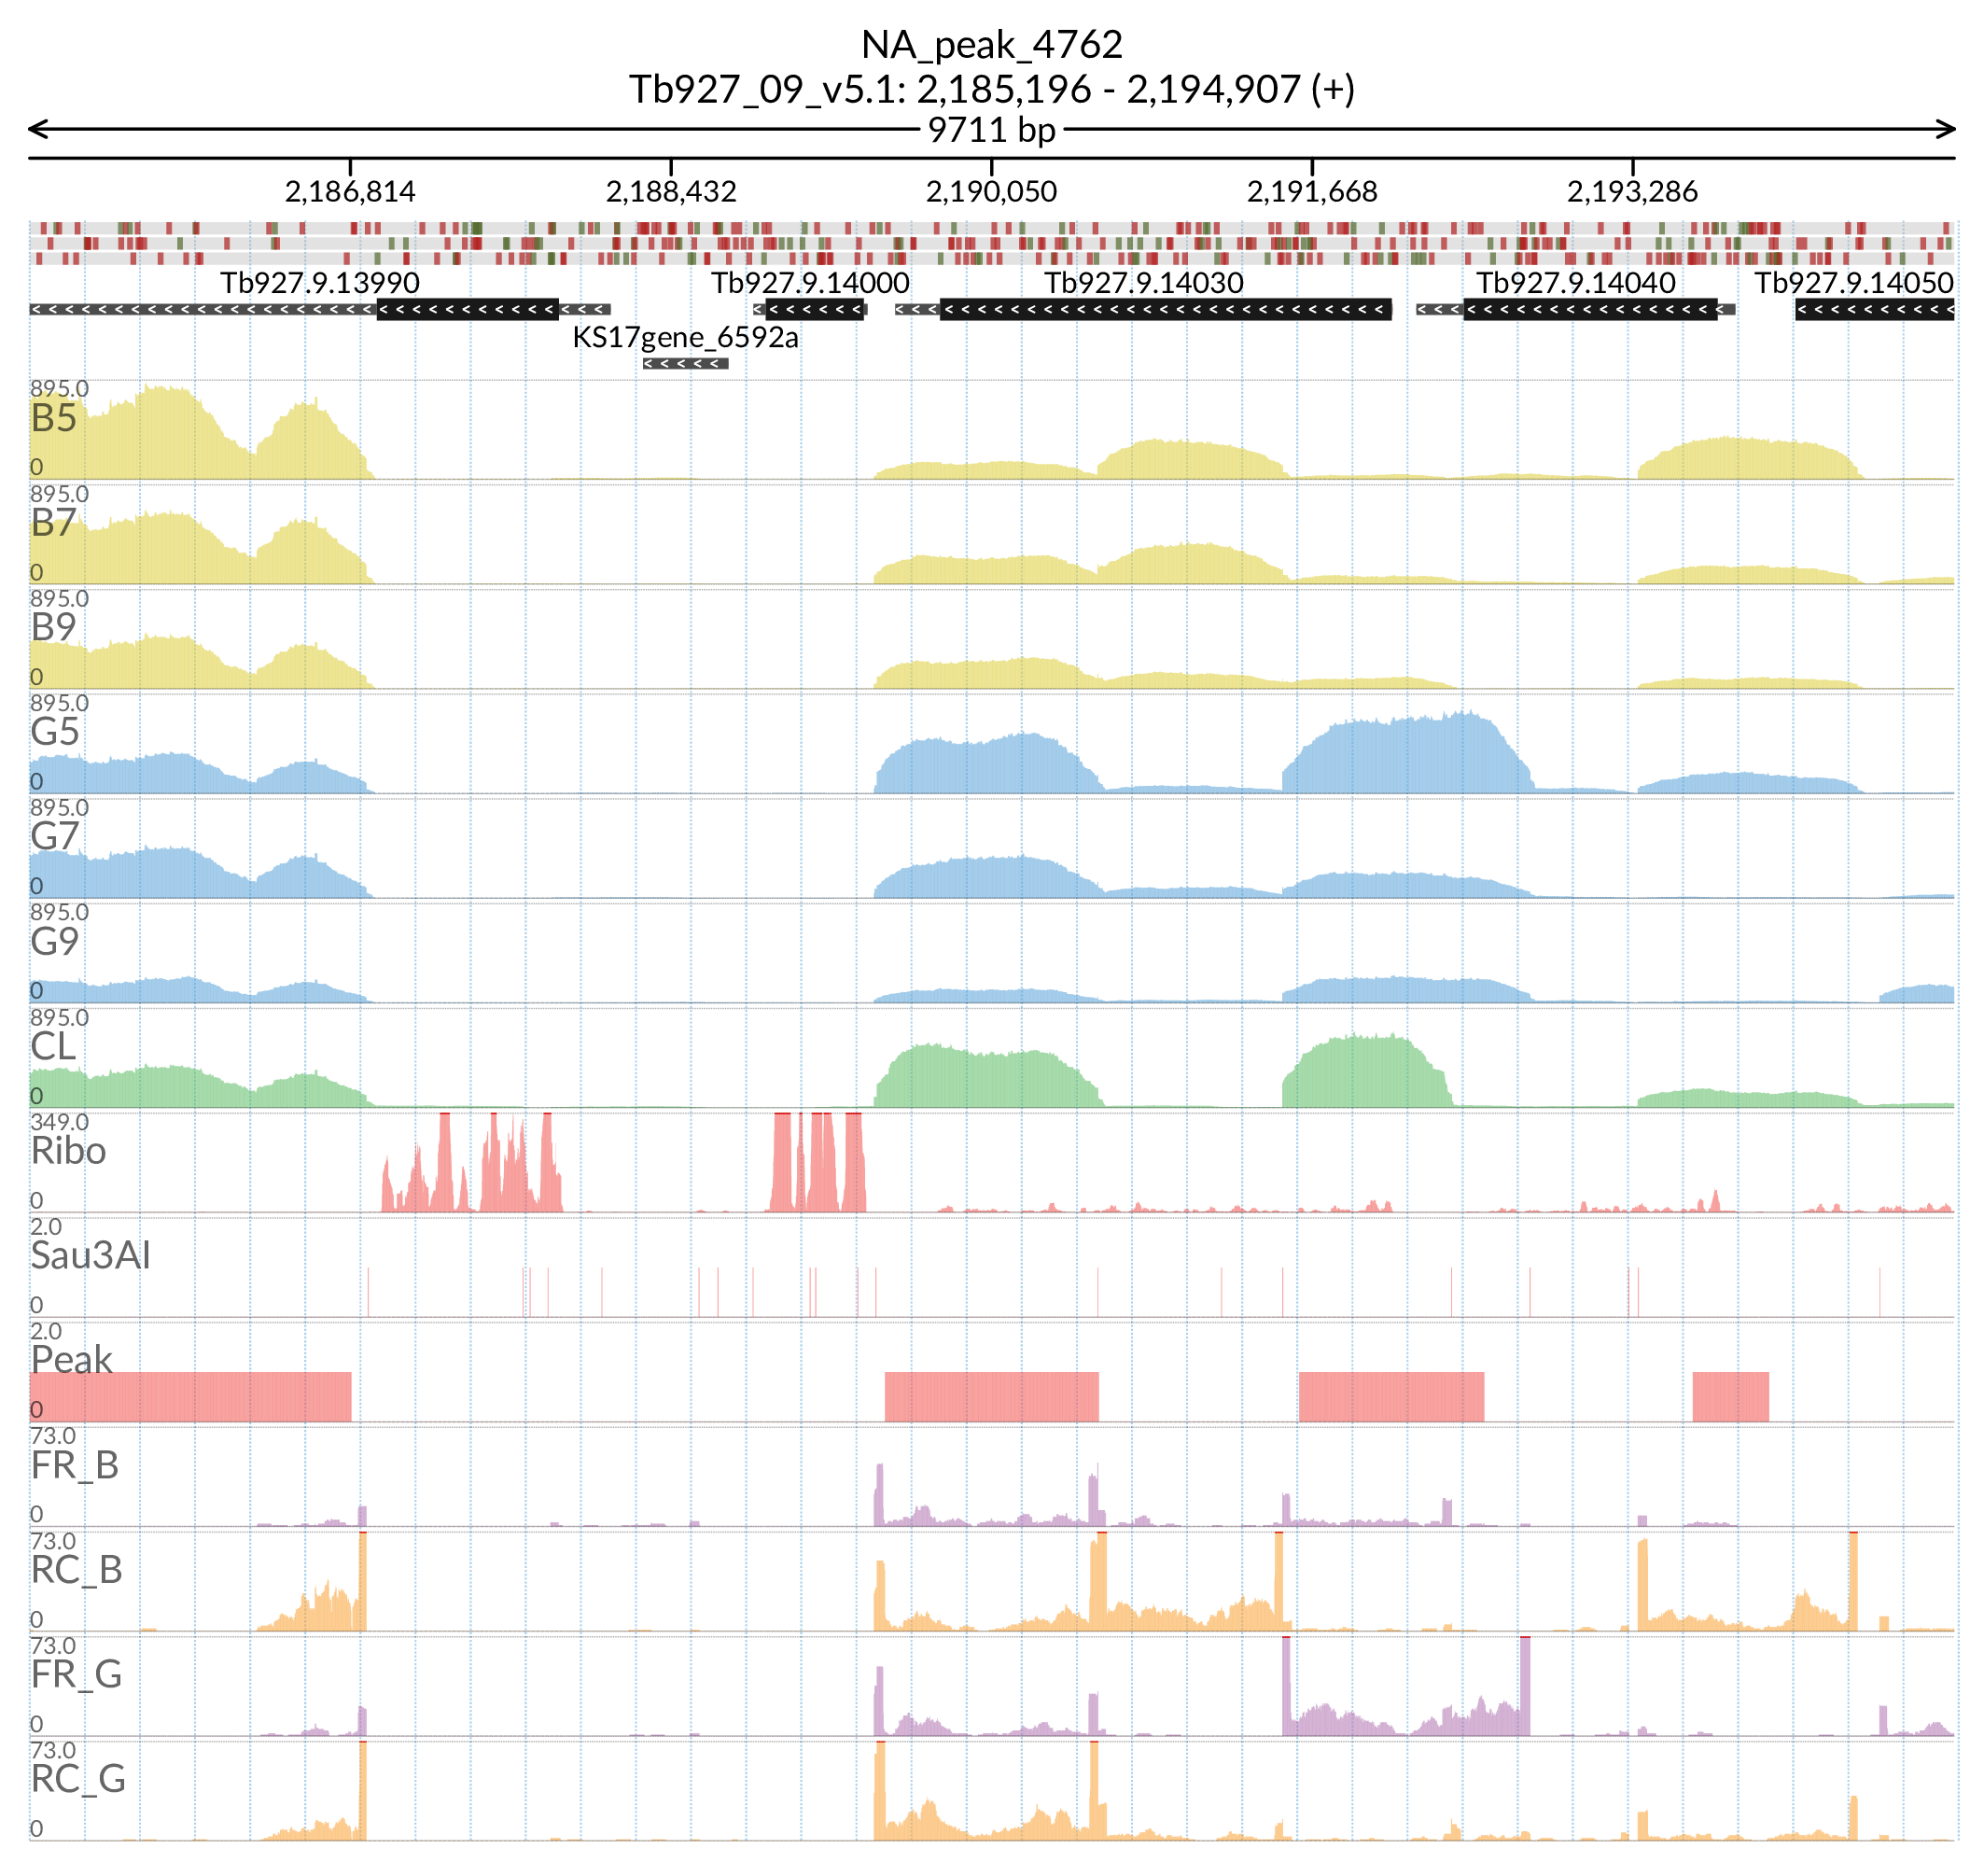 NA_peak_4762
Tb927_09_v5.1: 2,185,196 - 2,194,907 (+)
9711 bp
2,186,814 2,188,432 2,190,050 2,191,668 2,193,286
Tb927.9.13990 Tb927.9.14000 Tb927.9.14030 Tb927.9.14040 Tb927.9.14050
KS17gene_6592a
895.0
B5
0
895.0
B7
0
895.0
B9
0
895.0
G5
0
895.0
G7
0
895.0
G9
0
895.0
CL
0
349.0
Ribo
0
2.0
Sau3AI
0
2.0
Peak
0
73.0
FR_B
0
73.0
RC_B
0
73.0
FR_G
0
73.0
RC_G
0